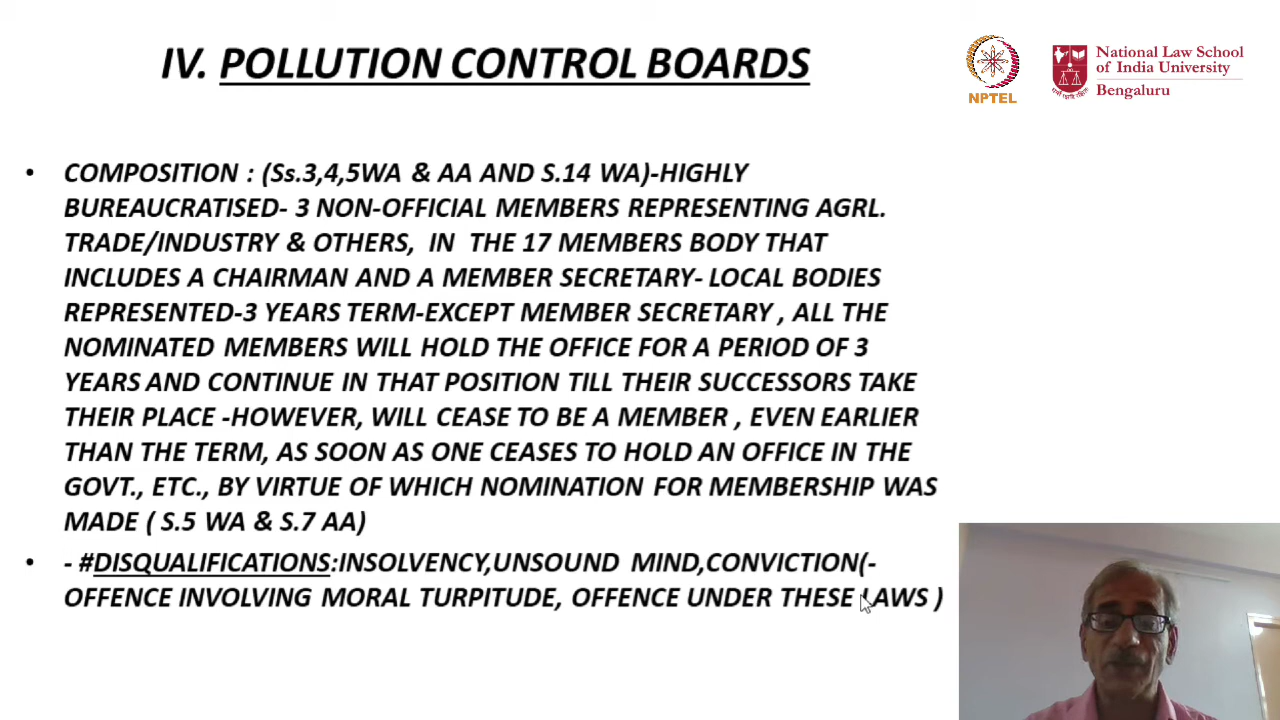 IV. POLLUTION CONTROL BOARDS
NPTEL
National Law School
of India University
Bengaluru
• COMPOSITION : (Ss.3,4,5WA & AA AND S.14 WA)-HIGHLY
BUREAUCRATISED- 3 NON-OFFICIAL MEMBERS REPRESENTING AGRL.
TRADE/INDUSTRY & OTHERS, IN THE 17 MEMBERS BODY THAT
INCLUDES A CHAIRMAN AND A MEMBER SECRETARY- LOCAL BODIES
REPRESENTED-3 YEARS TERM-EXCEPT MEMBER SECRETARY , ALL THE
NOMINATED MEMBERS WILL HOLD THE OFFICE FOR A PERIOD OF 3
YEARS AND CONTINUE IN THAT POSITION TILL THEIR SUCCESSORS TAKE
THEIR PLACE -HOWEVER, WILL CEASE TO BE A MEMBER , EVEN EARLIER
THAN THE TERM, AS SOON AS ONE CEASES TO HOLD AN OFFICE IN THE
GOVT., ETC., BY VIRTUE OF WHICH NOMINATION FOR MEMBERSHIP WAS
MADE ( S.5 WA & S.7 AA)
• - #DISQUALIFICATIONS:INSOLVENCY,UNSOUND MIND,CONVICTION(-
OFFENCE INVOLVING MORAL TURPITUDE, OFFENCE UNDER THESE LAWS )